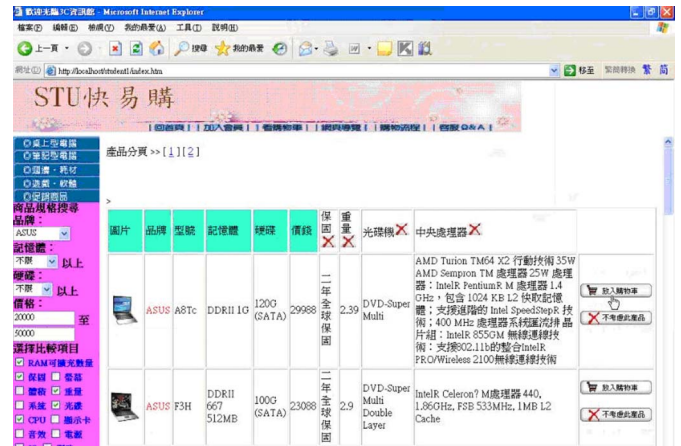 歡迎光臨3C資訊館 - Microsoft Internet Explorer
檔案(F) 編輯(E) 檢視(V) 我的最愛(A) 工具(T) 說明(H)
上一頁 搜尋 我的最愛
網址(D) http://localhost/student1/index.htm 移至 繁簡轉換 繁 简
STU快易購
|回首頁| |加入會員| |看購物車| |網頁導覽| |購物流程| |客服Q&A|
桌上型電腦
筆記型電腦
週邊・耗材
遊戲・軟體
促銷商品
產品分頁 >>[1][2]
>
商品規格搜尋
品牌：
ASUS
記憶體：
不限 以上
硬碟：
不限 以上
價格：
20000 至
50000
選擇比較項目
RAM可擴充數量
保固 螢幕
體積 重量
系統 光碟
CPU 顯示卡
音效 電源
圖片 品牌 型號 記憶體 硬碟 價錢 保固 重量 光碟機 中央處理器
ASUS A8Tc DDRII 1G 120G (SATA) 29988 二年全球保固 2.39 DVD-Super Multi
AMD Turion TM64 X2 行動技術 35W
AMD Sempron TM 處理器 25W 處理
器：IntelR PentiumR M 處理器 1.4
GHz，包含 1024 KB L2 快取記憶
體；支援進階的 Intel SpeedStepR 技
術；400 MHz 處理器系統匯流排 晶
片組：IntelR 855GM 無線連線技
術：支援802.11b的整合IntelR
PRO/Wireless 2100無線連線技術
放入購物車
不考慮此產品
ASUS F3H DDRII 667 512MB 100G (SATA) 23088 二年全球保固 2.9 DVD-Super Multi Double Layer
IntelR Celeron? M處理器 440,
1.86GHz, FSB 533MHz, 1MB L2
Cache
放入購物車
不考慮此產品